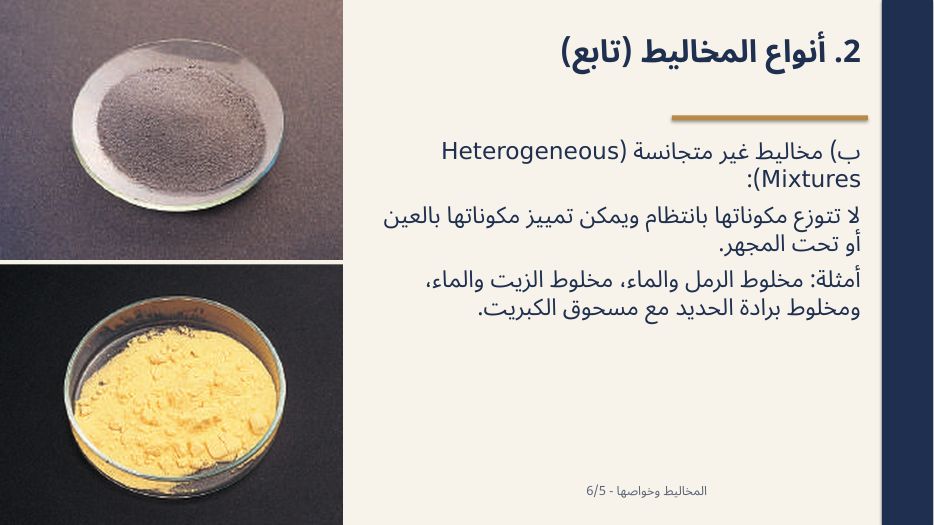 2. أنواع المخاليط (تابع)
ب) مخاليط غير متجانسة (Heterogeneous
Mixtures):
لا تتوزع مكوناتها بانتظام ويمكن تمييز مكوناتها بالعين
أو تحت المجهر.
أمثلة: مخلوط الرمل والماء، مخلوط الزيت والماء،
ومخلوط برادة الحديد مع مسحوق الكبريت.
المخاليط وخواصها - 6/5